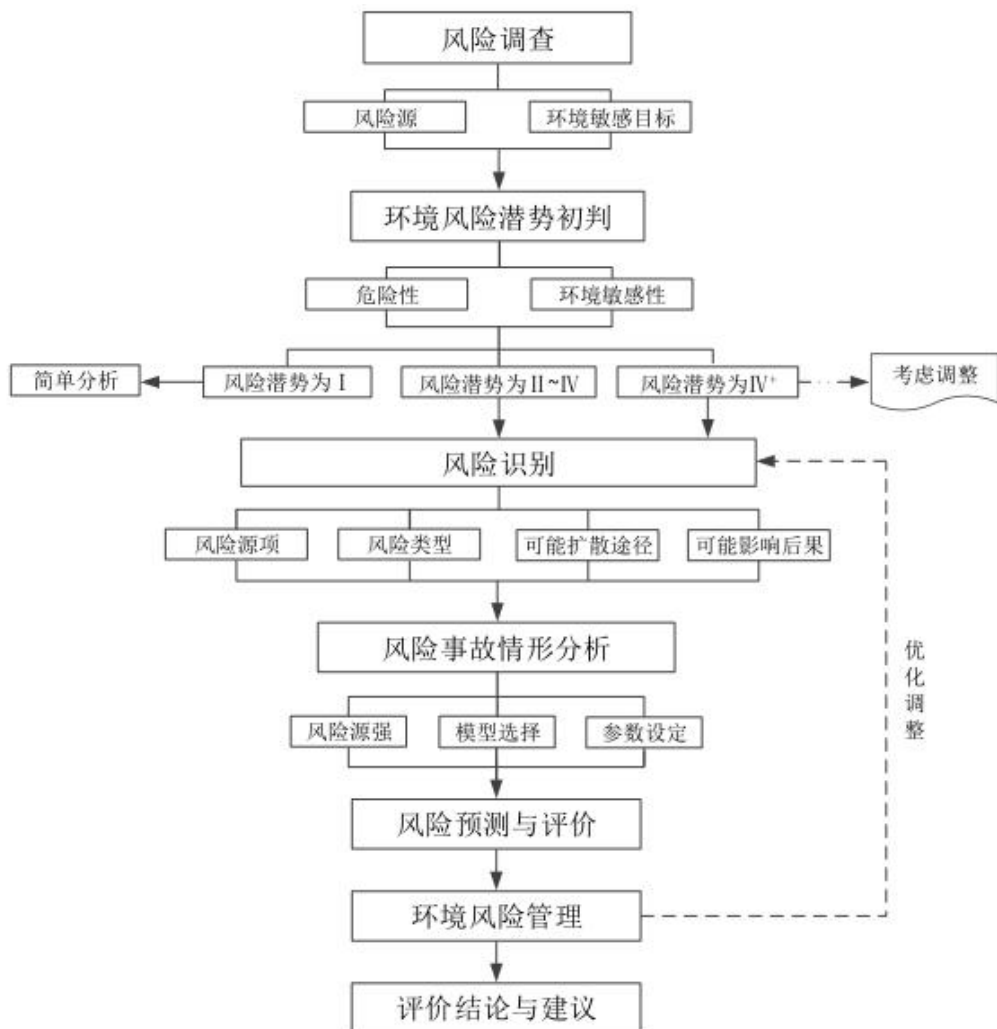 风险调查
风险源
环境敏感目标
环境风险潜势初判
危险性
环境敏感性
简单分析
风险潜势为Ⅰ
风险潜势为Ⅱ~Ⅳ
风险潜势为Ⅳ⁺
考虑调整
风险识别
风险源项
风险类型
可能扩散途径
可能影响后果
风险事故情形分析
优化调整
风险源强
模型选择
参数设定
风险预测与评价
环境风险管理
评价结论与建议